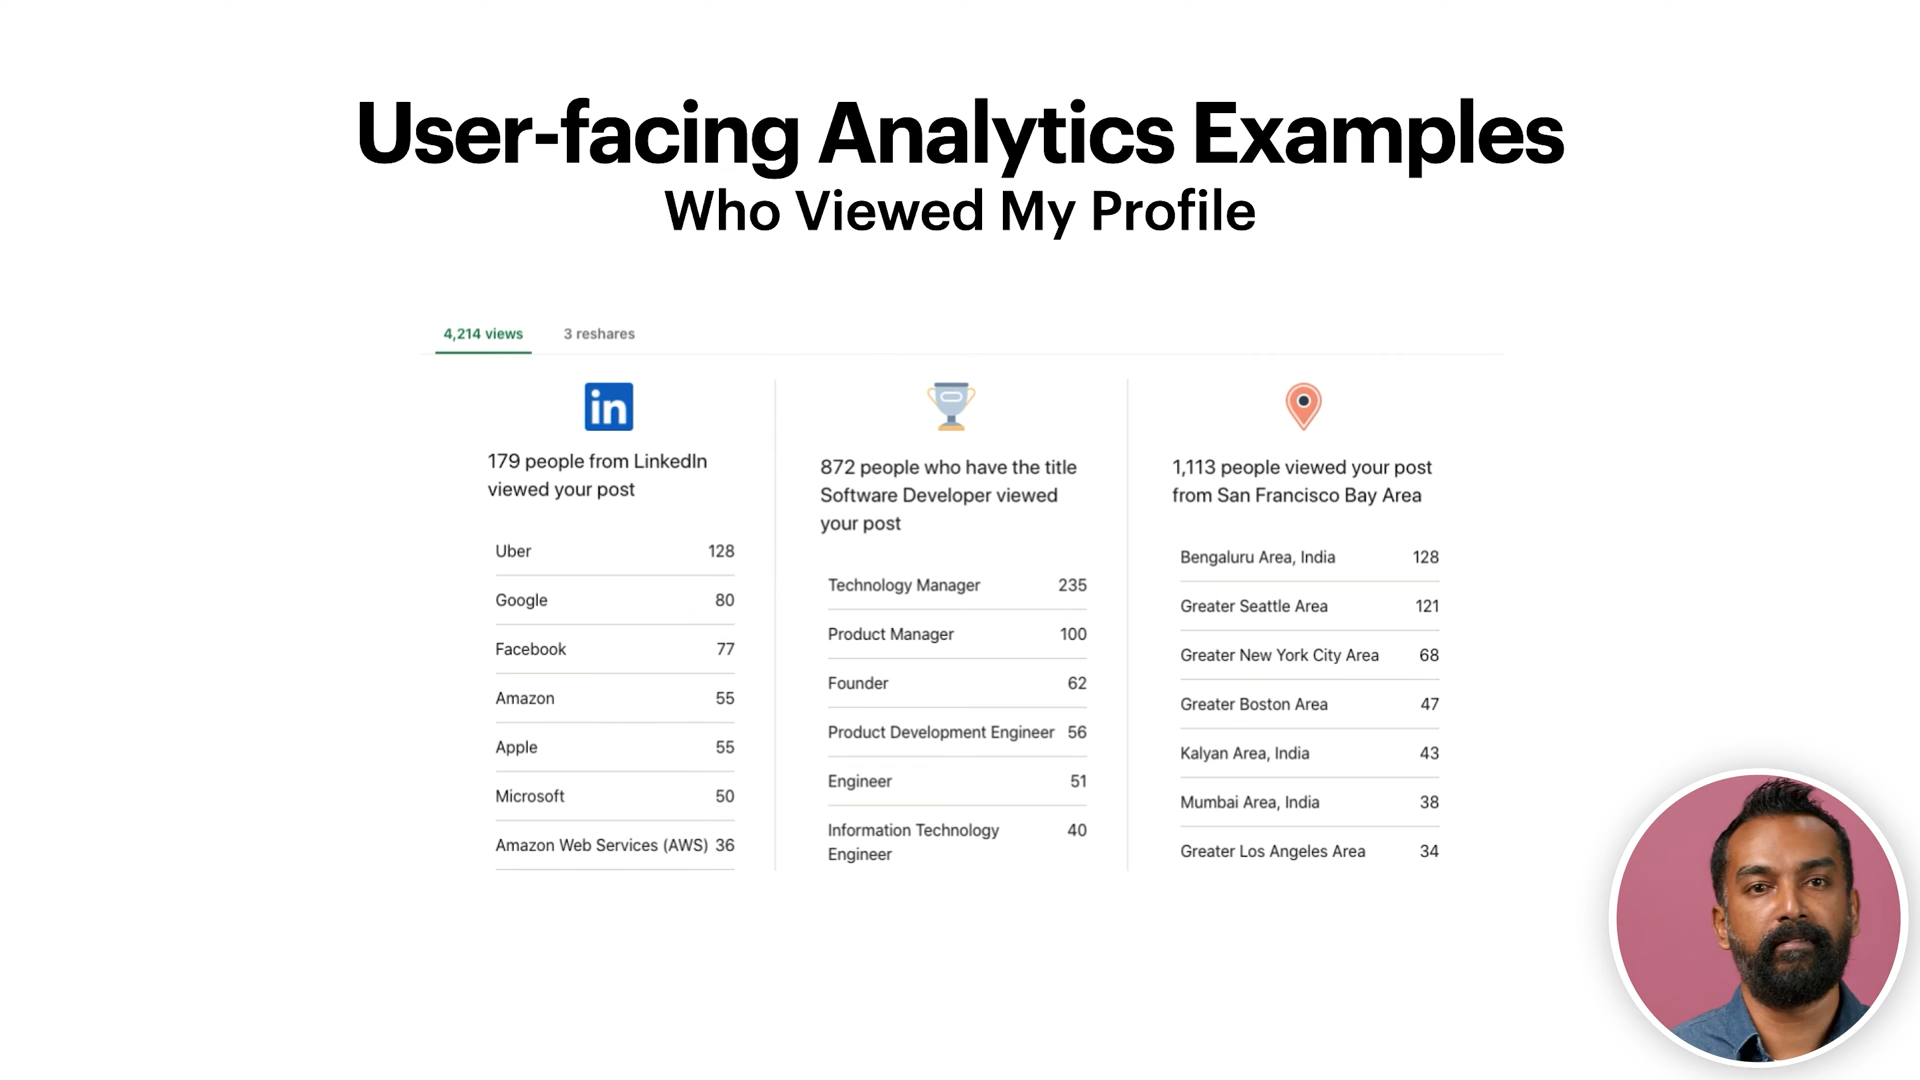 User-facing Analytics Examples
Who Viewed My Profile
4,214 views 3 reshares
in
179 people from LinkedIn
viewed your post
Uber 128
Google 80
Facebook 77
Amazon 55
Apple 55
Microsoft 50
Amazon Web Services (AWS) 36
872 people who have the title
Software Developer viewed
your post
Technology Manager 235
Product Manager 100
Founder 62
Product Development Engineer 56
Engineer 51
Information Technology 40
Engineer
1,113 people viewed your post
from San Francisco Bay Area
Bengaluru Area, India 128
Greater Seattle Area 121
Greater New York City Area 68
Greater Boston Area 47
Kalyan Area, India 43
Mumbai Area, India 38
Greater Los Angeles Area 34